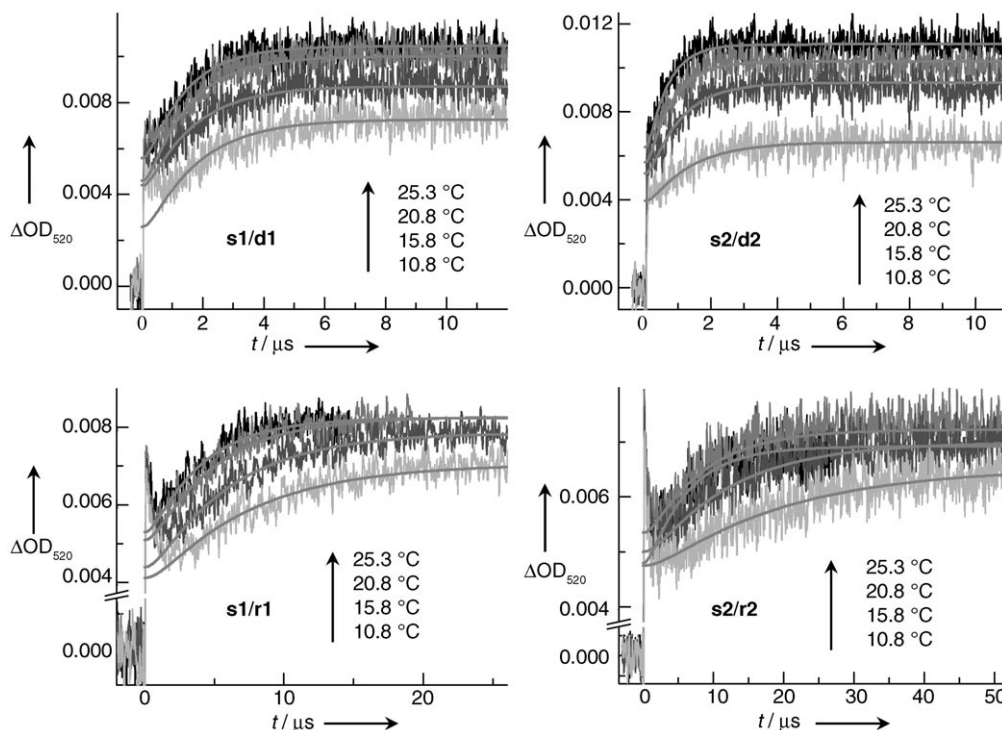 0.008
0.004
0.000
ΔOD520
s1/d1
25.3 °C
20.8 °C
15.8 °C
10.8 °C
0 2 4 6 8 10
t / μs
0.012
0.008
0.004
0.000
ΔOD520
s2/d2
25.3 °C
20.8 °C
15.8 °C
10.8 °C
0 2 4 6 8 10
t / μs
0.008
0.006
0.004
0.000
ΔOD520
s1/r1
25.3 °C
20.8 °C
15.8 °C
10.8 °C
0 10 20
t / μs
0.006
0.004
0.000
ΔOD520
s2/r2
25.3 °C
20.8 °C
15.8 °C
10.8 °C
0 10 20 30 40 50
t / μs